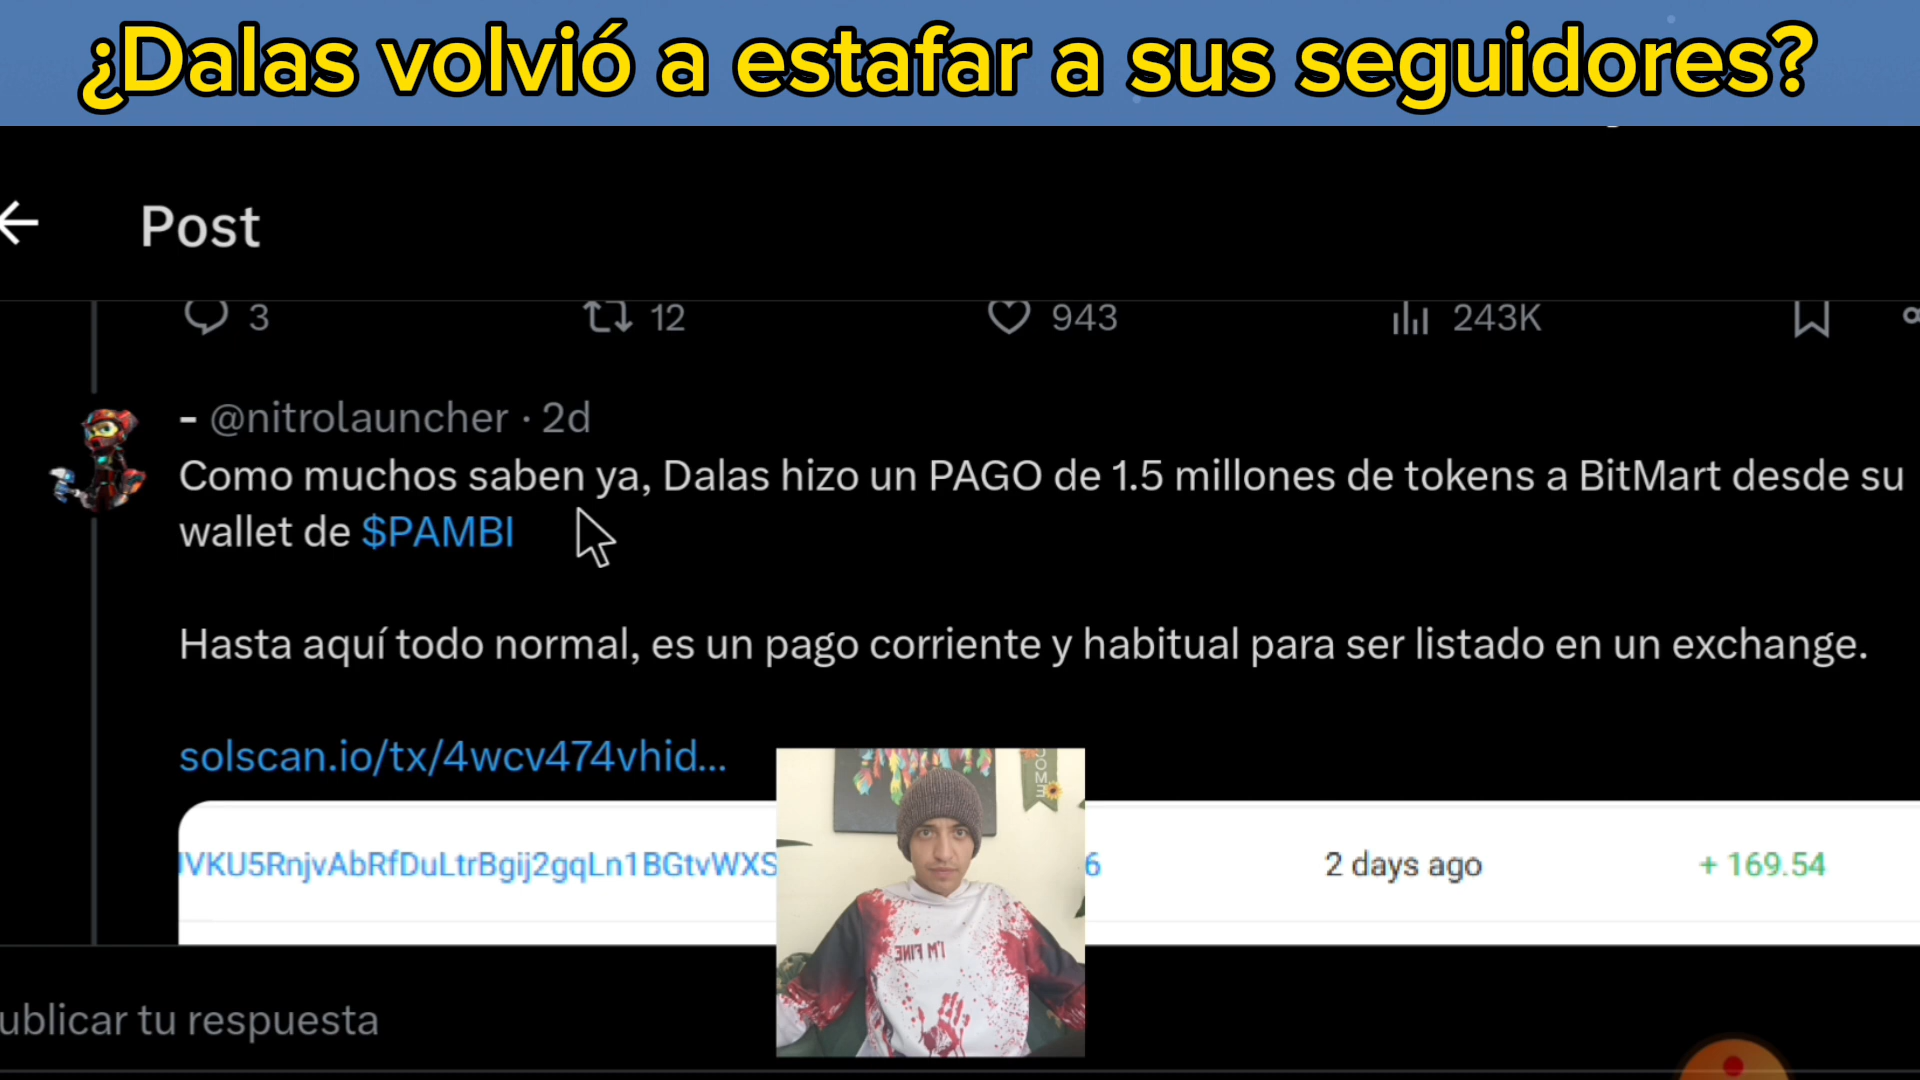 ¿Dalas volvió a estafar a sus seguidores?
Post
3 12 943 243K
- @nitrolauncher · 2d
Como muchos saben ya, Dalas hizo un PAGO de 1.5 millones de tokens a BitMart desde su
wallet de $PAMBI
Hasta aquí todo normal, es un pago corriente y habitual para ser listado en un exchange.
solscan.io/tx/4wcv474vhid...
VKU5RnjvAbRfDuLtrBgij2gqLn1BGtvWXS 6 2 days ago + 169.54
I'M FINE
ublicar tu respuesta